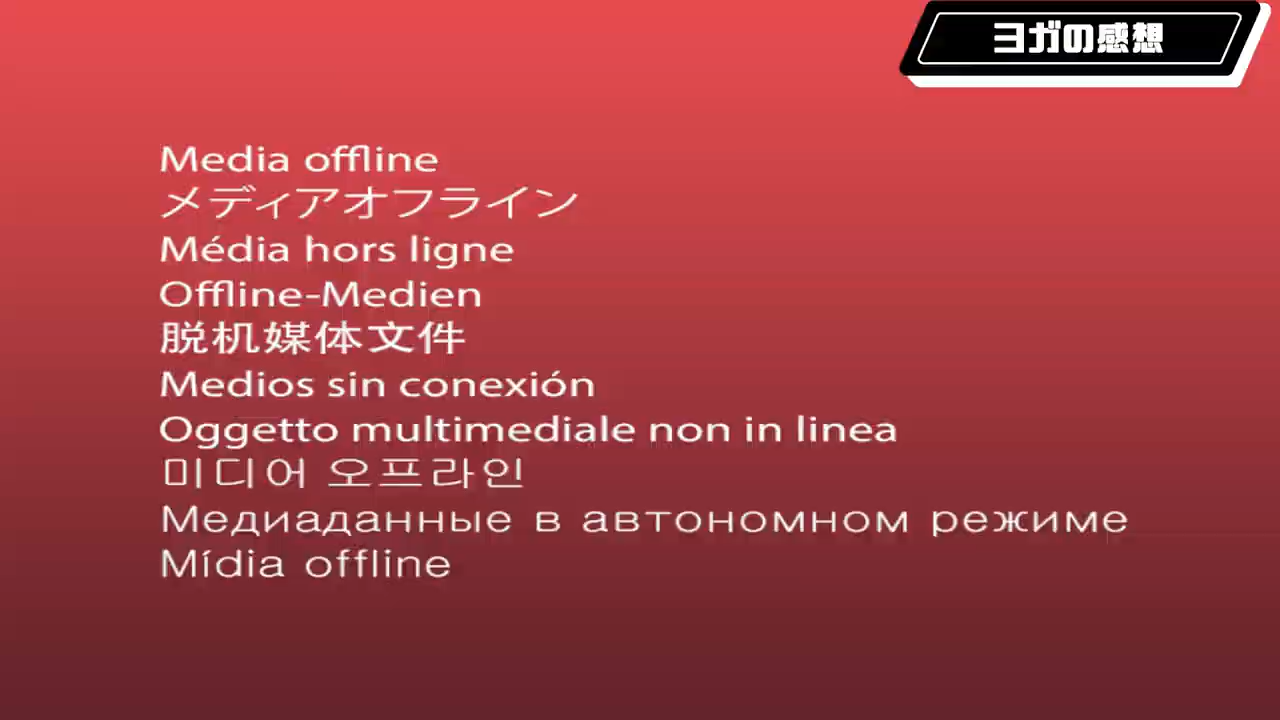 ヨガの感想
Media offline
メディアオフライン
Média hors ligne
Offline-Medien
脱机媒体文件
Medios sin conexión
Oggetto multimediale non in linea
미디어 오프라인
Медиаданные в автономном режиме
Mídia offline